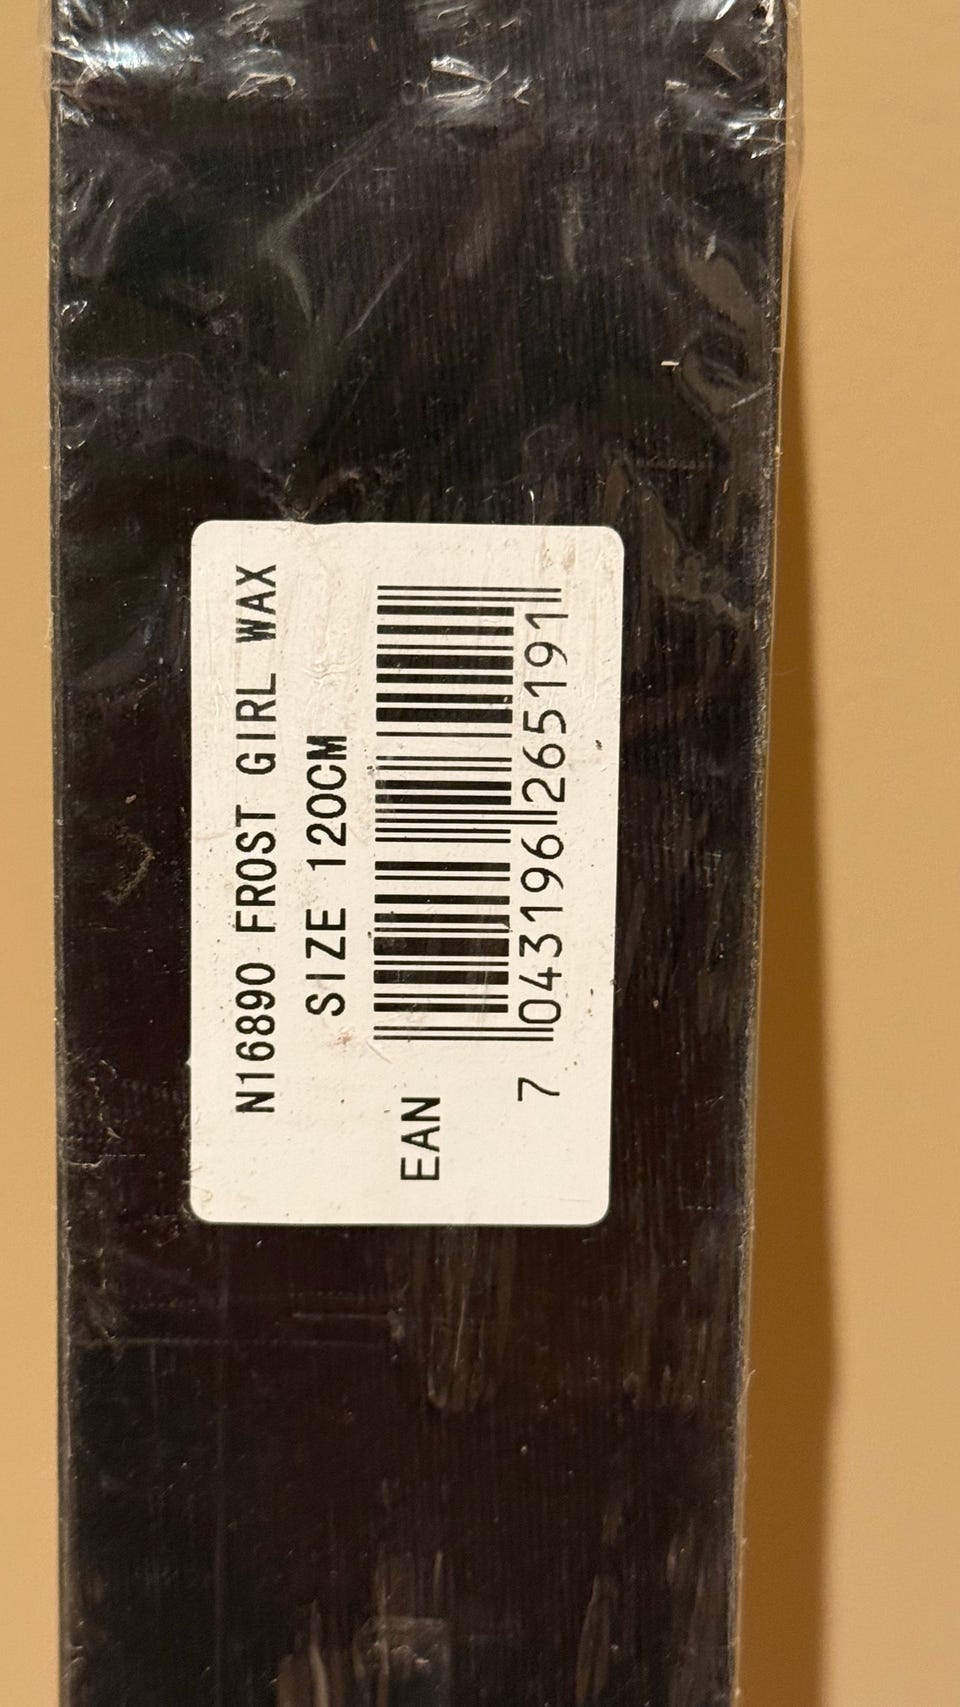 N16890 FROST GIRL WAX
SIZE 120CM
EAN
7 043196 265191